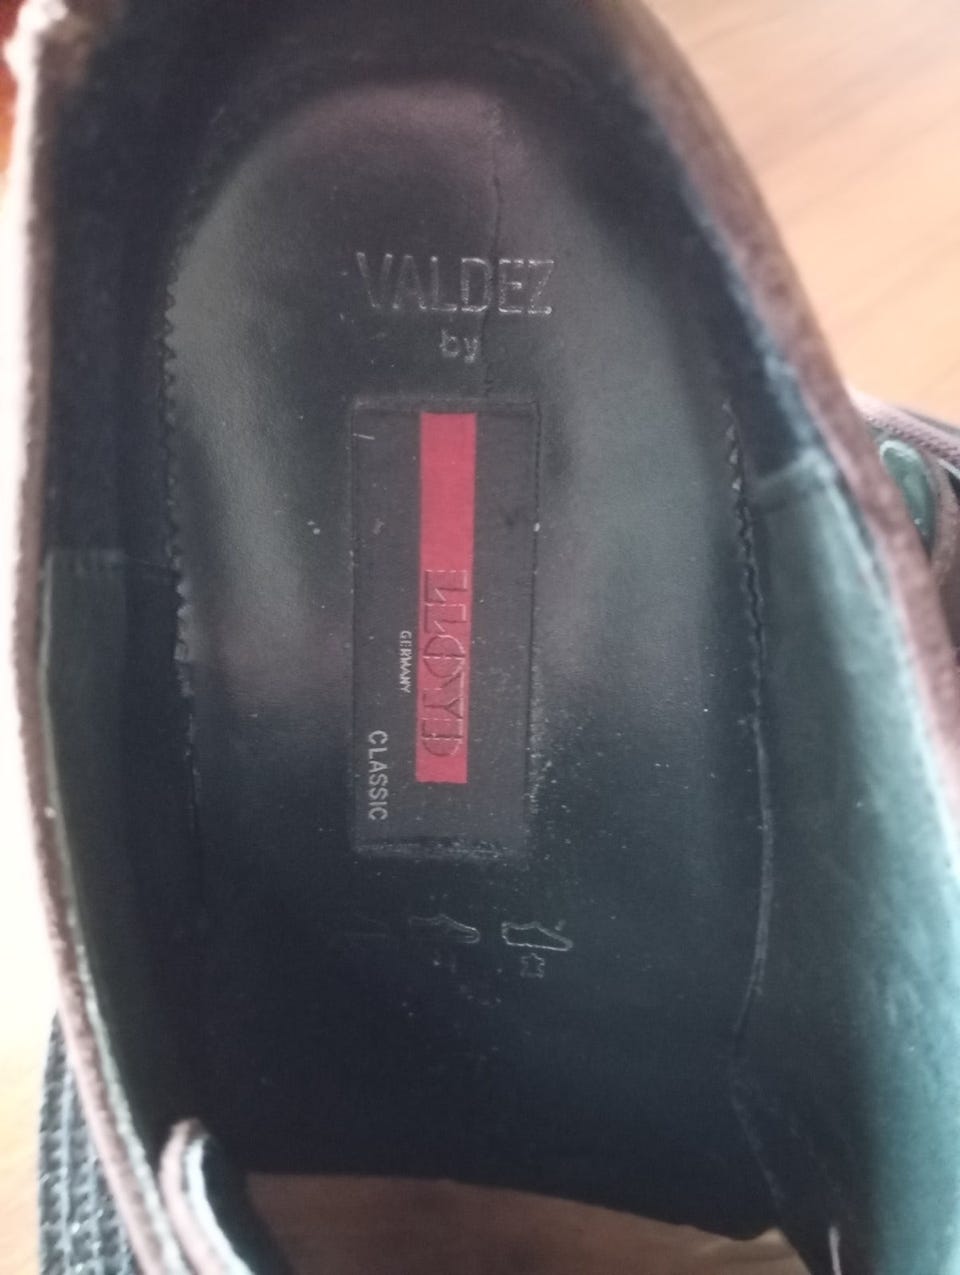 VALDEZ
by
LLOYD
GERMANY
CLASSIC